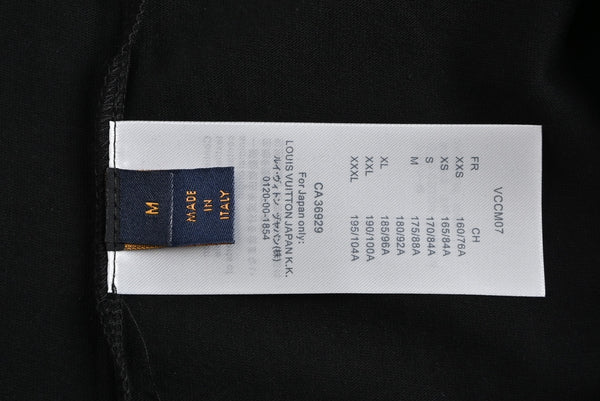 VCCM07
FR CH
XXS 160/76A
XS 165/84A
S 170/84A
M 175/88A
180/92A
XL 185/96A
XXL 190/100A
XXXL 195/104A
CA36929
For Japan only:
LOUIS VUITTON JAPAN K.K.
ルイ・ヴィトン ジャパン(株)
0120-00-1854
M
MADE
IN
ITALY